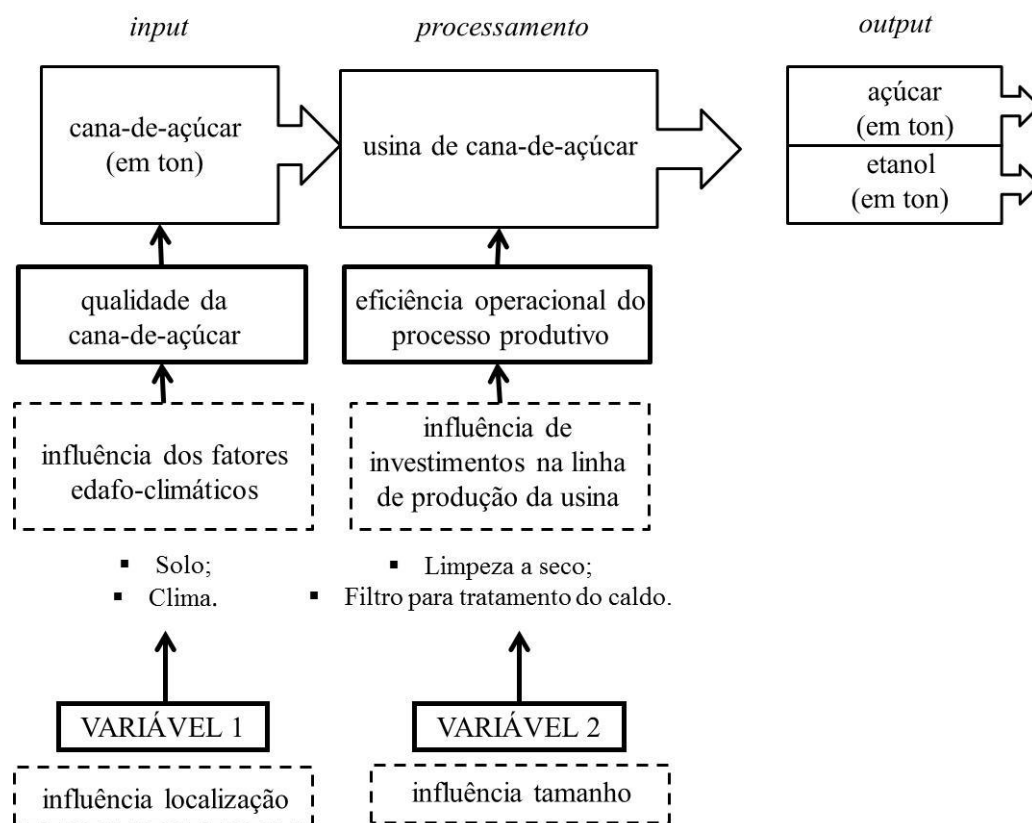 input
processamento
output
cana-de-açúcar
(em ton)
usina de cana-de-açúcar
açúcar
(em ton)
etanol
(em ton)
qualidade da
cana-de-açúcar
eficiência operacional do
processo produtivo
influência dos fatores
edafo-climáticos
influência de
investimentos na linha
de produção da usina
▪ Solo;
▪ Clima.
▪ Limpeza a seco;
▪ Filtro para tratamento do caldo.
VARIÁVEL 1
VARIÁVEL 2
influência localização
influência tamanho